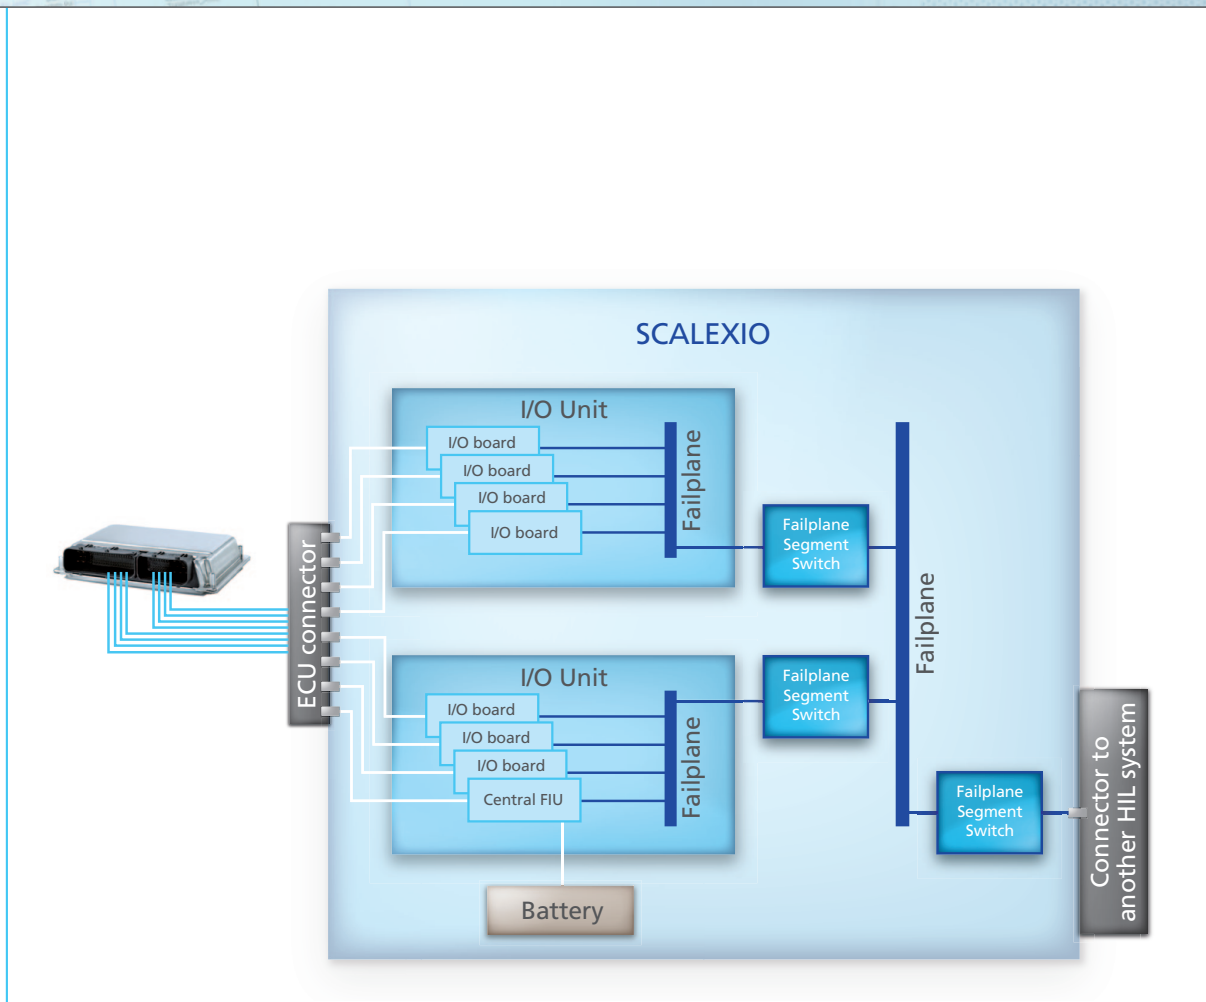 SCALEXIO
I/O Unit
I/O board
I/O board
I/O board
I/O board
Failplane
Failplane
Segment
Switch
ECU connector
Failplane
I/O Unit
I/O board
I/O board
I/O board
Central FIU
Failplane
Failplane
Segment
Switch
Failplane
Segment
Switch
Connector to
another HIL system
Battery